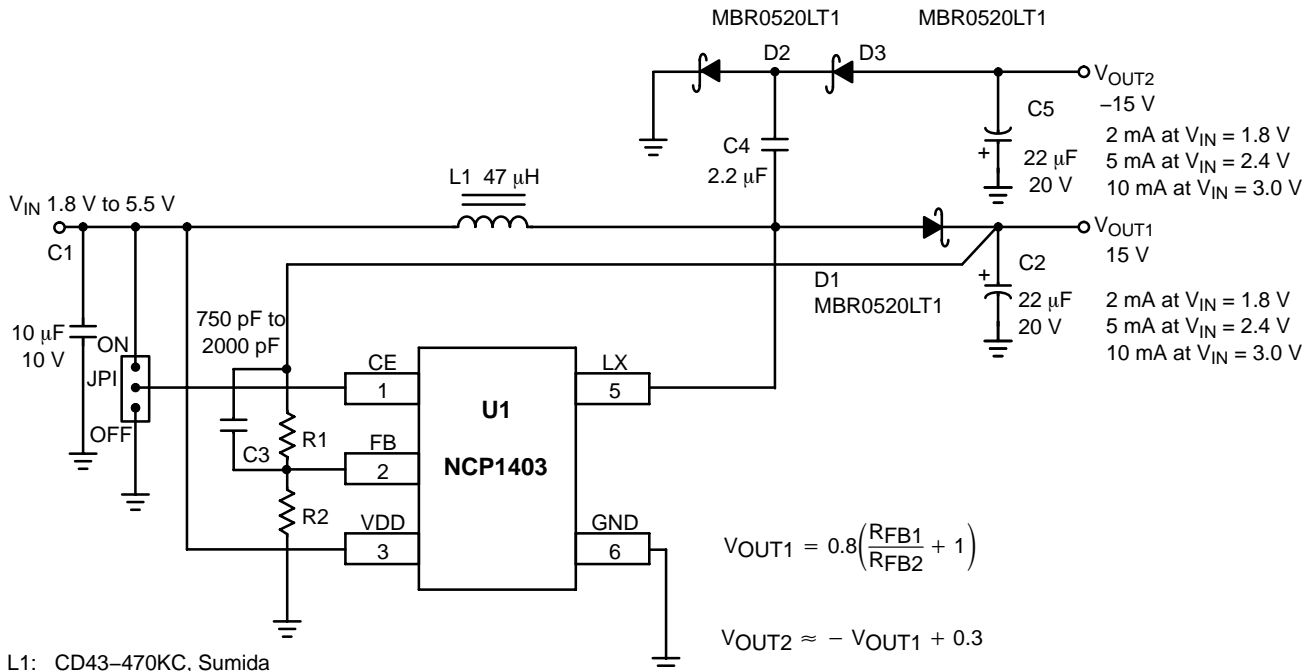 MBR0520LT1
MBR0520LT1
D2
D3
VOUT2
–15 V
C5
2 mA at VIN = 1.8 V
+
22 μF
5 mA at VIN = 2.4 V
20 V
10 mA at VIN = 3.0 V
C4
2.2 μF
L1 47 μH
VIN 1.8 V to 5.5 V
C1
VOUT1
15 V
D1
MBR0520LT1
C2
+
22 μF
20 V
2 mA at VIN = 1.8 V
5 mA at VIN = 2.4 V
10 mA at VIN = 3.0 V
10 μF
10 V
ON
JPI
OFF
750 pF to
2000 pF
C3
R1
R2
CE
1
FB
2
VDD
3
U1
NCP1403
LX
5
GND
6
VOUT1 = 0.8(RFB1/RFB2 + 1)
VOUT2 ≈ – VOUT1 + 0.3
L1: CD43–470KC, Sumida